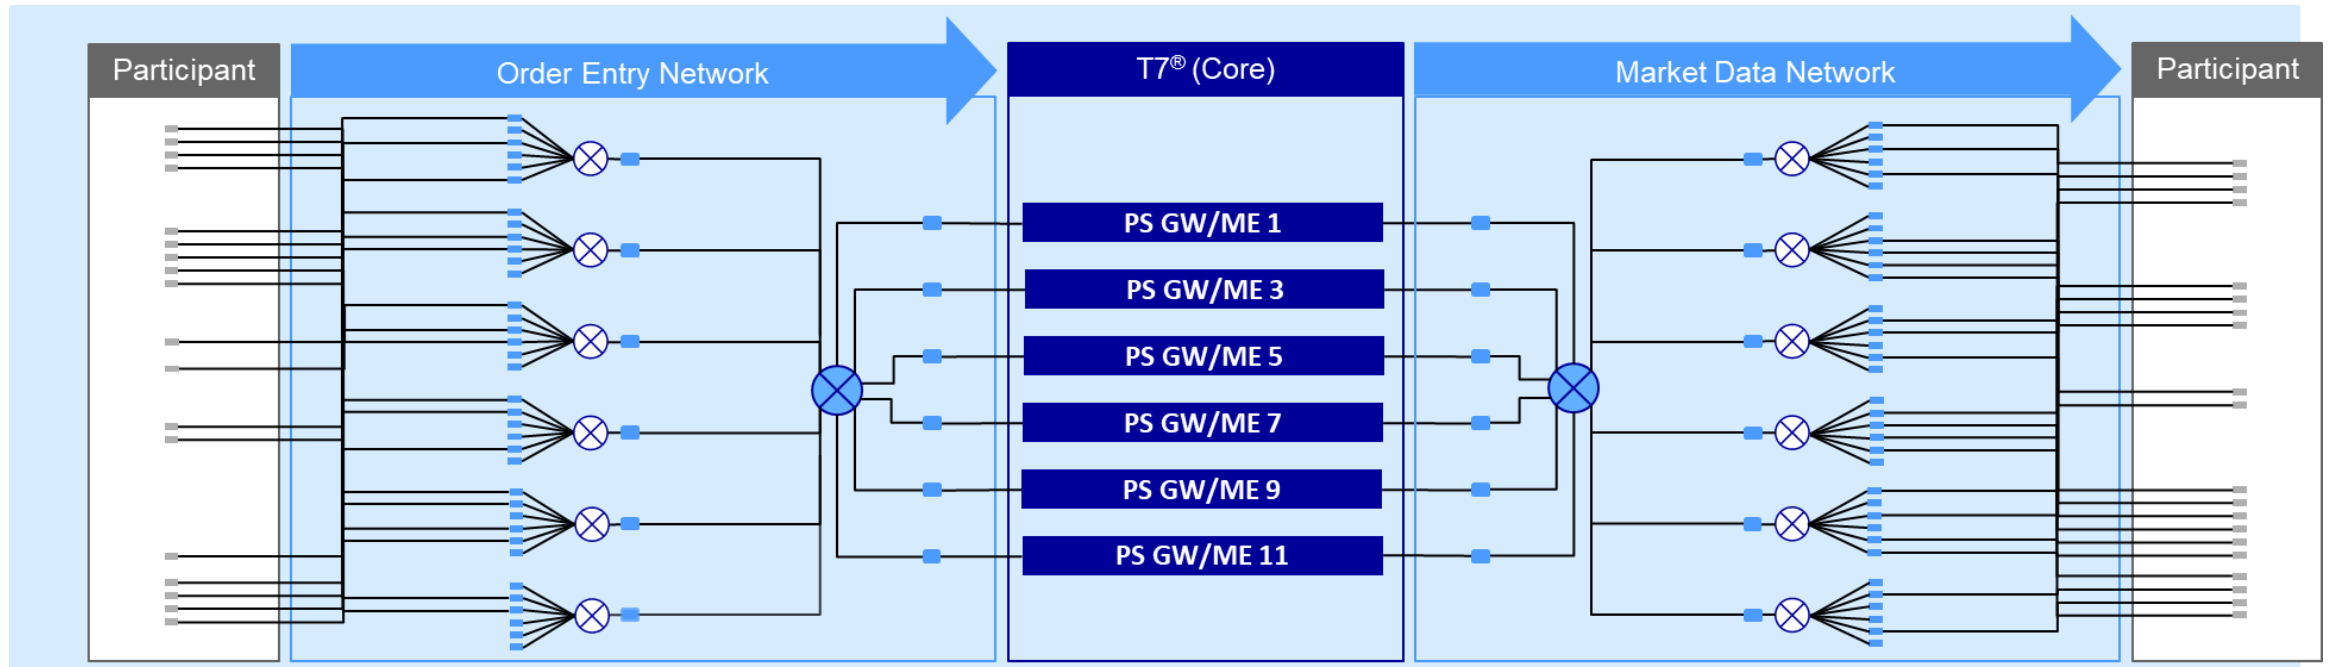 Participant
Order Entry Network
T7® (Core)
Market Data Network
Participant
PS GW/ME 1
PS GW/ME 3
PS GW/ME 5
PS GW/ME 7
PS GW/ME 9
PS GW/ME 11